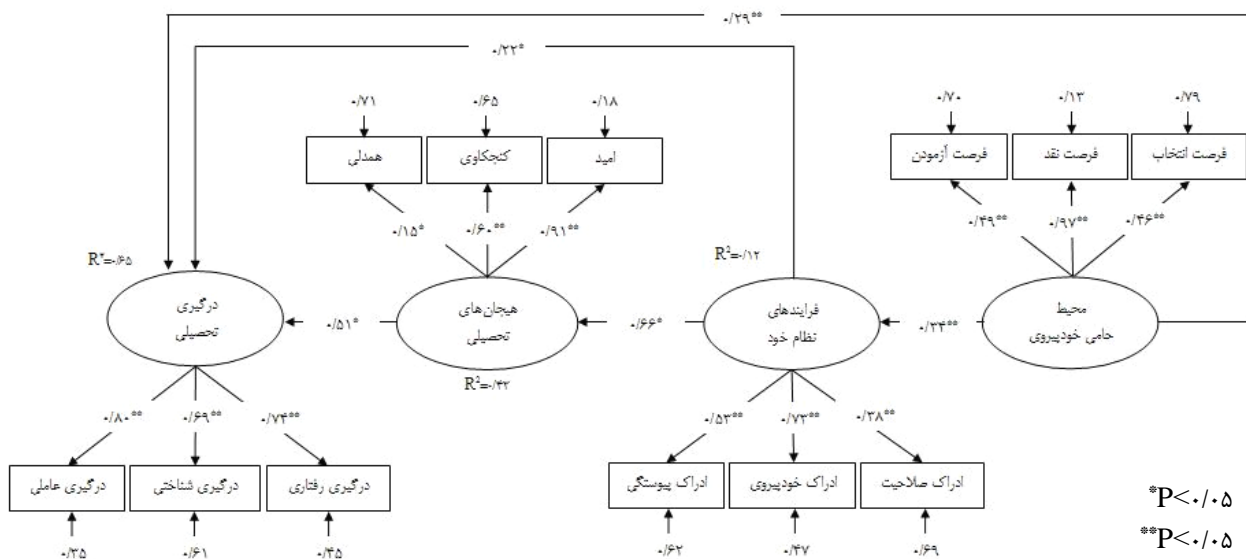 ۰/۲۹**
۰/۲۲*
۰/۷۱
۰/۶۵
۰/۱۸
۰/۷۰
۰/۱۳
۰/۷۹
همدلی
کنجکاوی
امید
فرصت آزمودن
فرصت نقد
فرصت انتخاب
۰/۱۵*
۰/۶۰**
۰/۹۱**
۰/۴۹**
۰/۹۷**
۰/۴۶**
R²=۰/۶۵
R²=۰/۱۲
محیط
حامی خودپیروی
۰/۳۴**
فرایندهای
نظام خود
۰/۶۶*
هیجان‌های
تحصیلی
۰/۵۱*
درگیری
تحصیلی
R²=۰/۴۲
۰/۸۰**
۰/۶۹**
۰/۷۴**
۰/۵۳**
۰/۷۳**
۰/۳۸**
درگیری عاملی
درگیری شناختی
درگیری رفتاری
ادراک پیوستگی
ادراک خودپیروی
ادراک صلاحیت
۰/۳۵
۰/۶۱
۰/۴۵
۰/۶۲
۰/۴۷
۰/۶۹
*P<۰/۰۵
**P<۰/۰۵